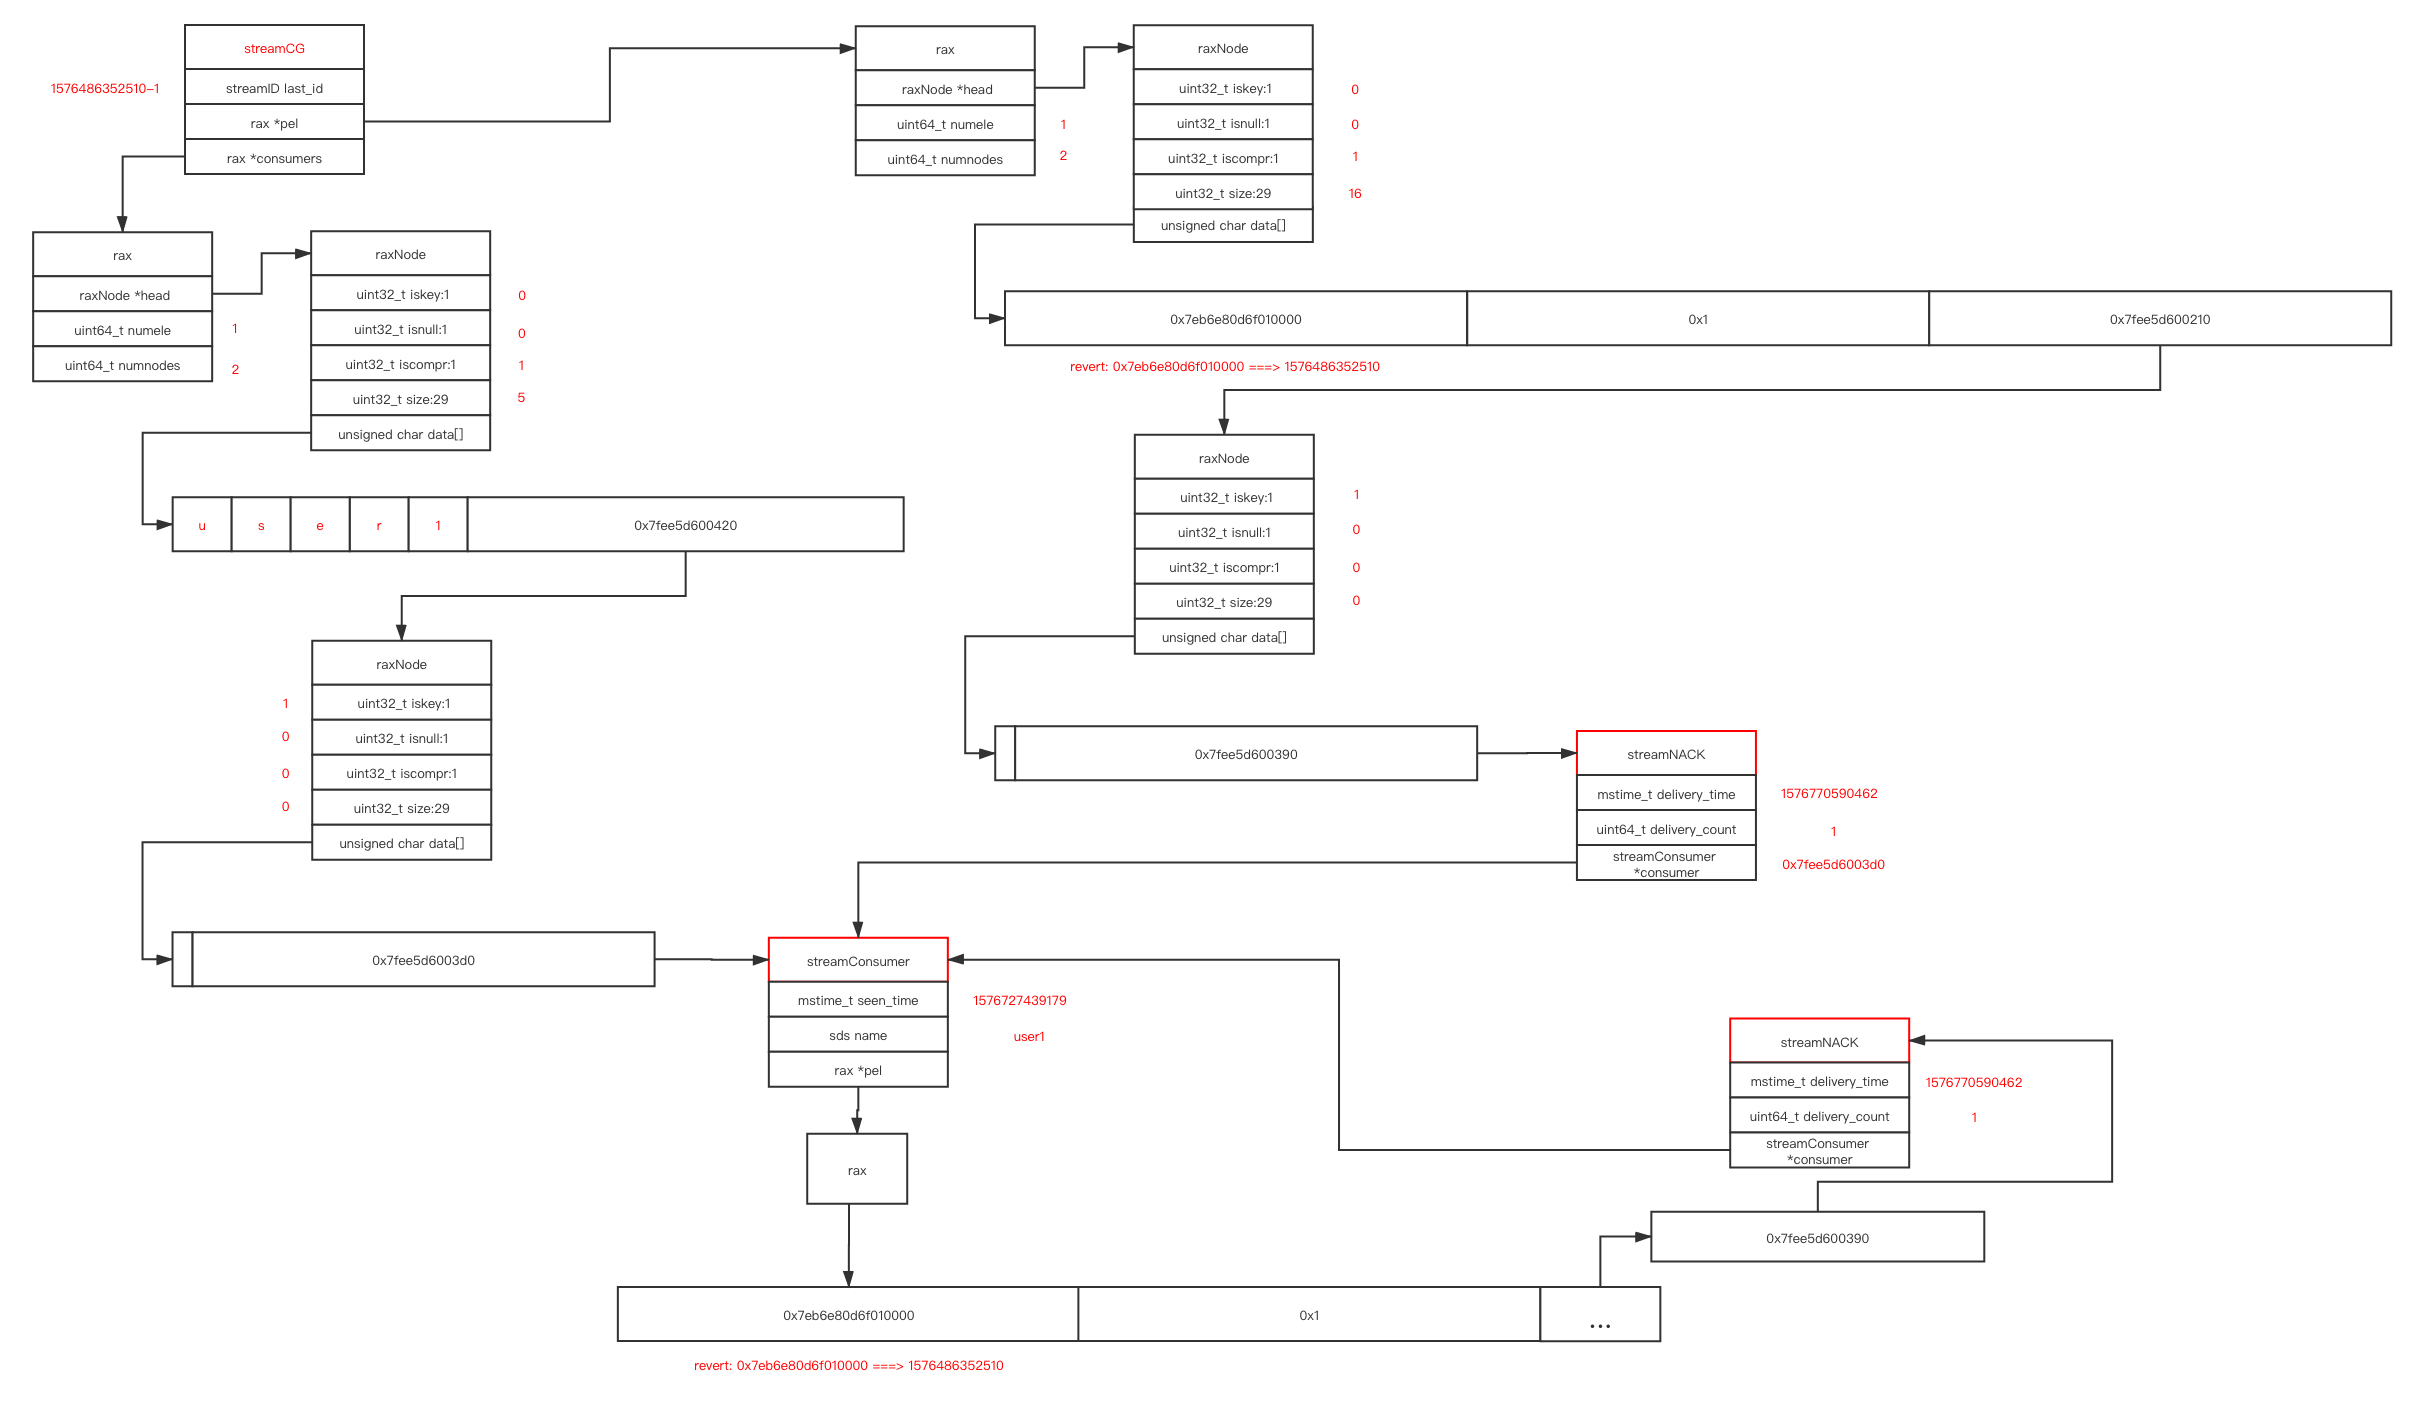 streamCG
1576486352510-1
streamID last_id
rax *pel
rax *consumers
rax
raxNode *head
uint64_t numele
1
uint64_t numnodes
2
raxNode
uint32_t iskey:1
0
uint32_t isnull:1
0
uint32_t iscompr:1
1
uint32_t size:29
16
unsigned char data[]
0x7eb6e80d6f010000
0x1
0x7fee5d600210
revert: 0x7eb6e80d6f010000 ===> 1576486352510
rax
raxNode *head
uint64_t numele
1
uint64_t numnodes
2
raxNode
uint32_t iskey:1
0
uint32_t isnull:1
0
uint32_t iscompr:1
1
uint32_t size:29
5
unsigned char data[]
u
s
e
r
1
0x7fee5d600420
raxNode
uint32_t iskey:1
1
uint32_t isnull:1
0
uint32_t iscompr:1
0
uint32_t size:29
0
unsigned char data[]
0x7fee5d600390
streamNACK
mstime_t delivery_time
1576770590462
uint64_t delivery_count
1
streamConsumer
*consumer
0x7fee5d6003d0
raxNode
1
uint32_t iskey:1
0
uint32_t isnull:1
0
uint32_t iscompr:1
0
uint32_t size:29
unsigned char data[]
0x7fee5d6003d0
streamConsumer
mstime_t seen_time
1576727439179
sds name
user1
rax *pel
rax
streamNACK
mstime_t delivery_time
1576770590462
uint64_t delivery_count
1
streamConsumer
*consumer
0x7fee5d600390
0x7eb6e80d6f010000
0x1
...
revert: 0x7eb6e80d6f010000 ===> 1576486352510